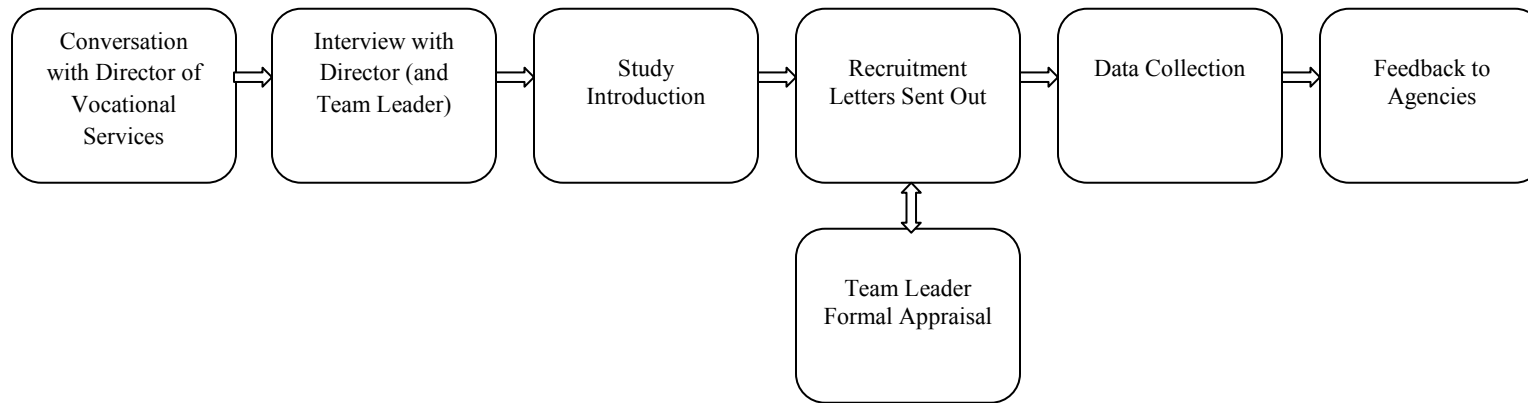 Conversation
with Director of
Vocational
Services
Interview with
Director (and
Team Leader)
Study
Introduction
Recruitment
Letters Sent Out
Data Collection
Feedback to
Agencies
Team Leader
Formal Appraisal